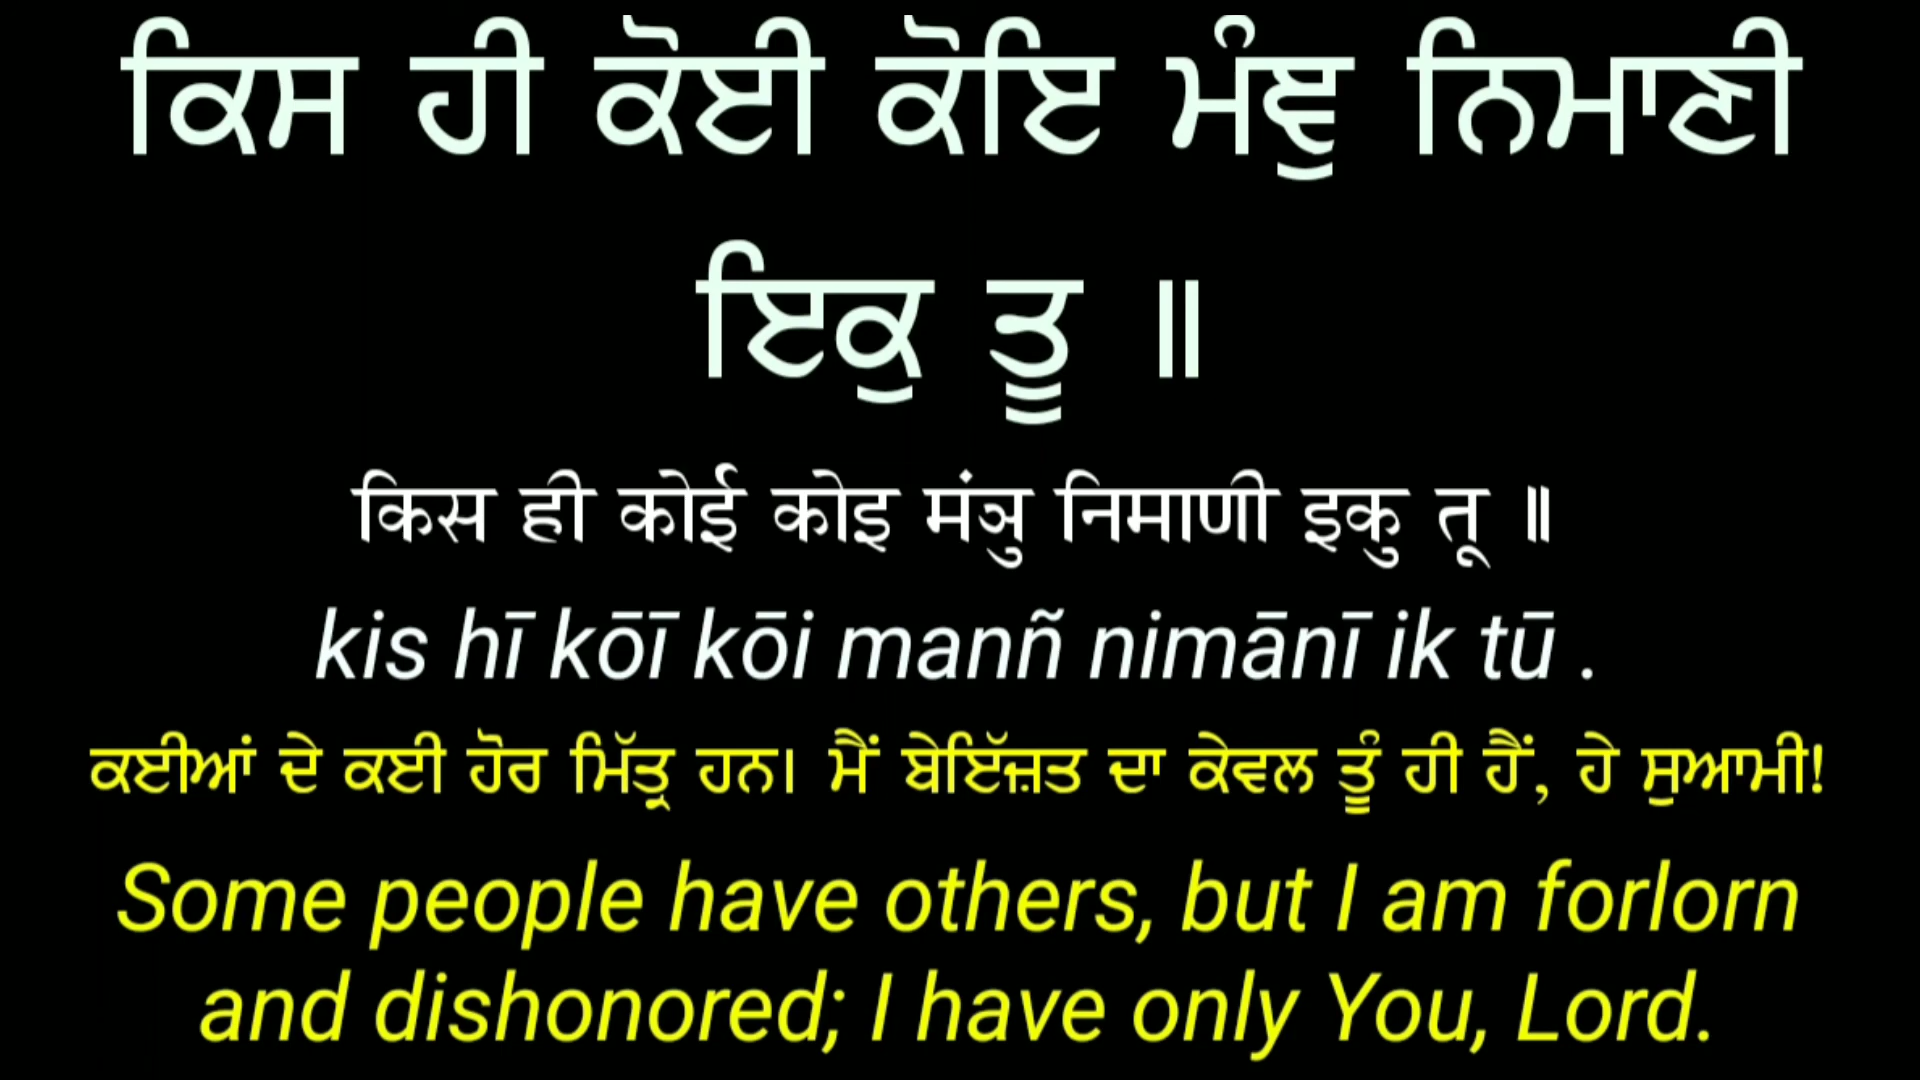 ਕਿਸ ਹੀ ਕੋਈ ਕੋਇ ਮੰਞੁ ਨਿਮਾਣੀ
ਇਕੁ ਤੂ ॥
किस ही कोई कोइ मंञु निमाणी इकु तू ॥
kis hī kōī kōi manñ nimānī ik tū .
ਕਈਆਂ ਦੇ ਕਈ ਹੋਰ ਮਿੱਤ੍ਰ ਹਨ। ਮੈਂ ਬੇਇੱਜ਼ਤ ਦਾ ਕੇਵਲ ਤੂੰ ਹੀ ਹੈਂ, ਹੇ ਸੁਆਮੀ!
Some people have others, but I am forlorn
and dishonored; I have only You, Lord.